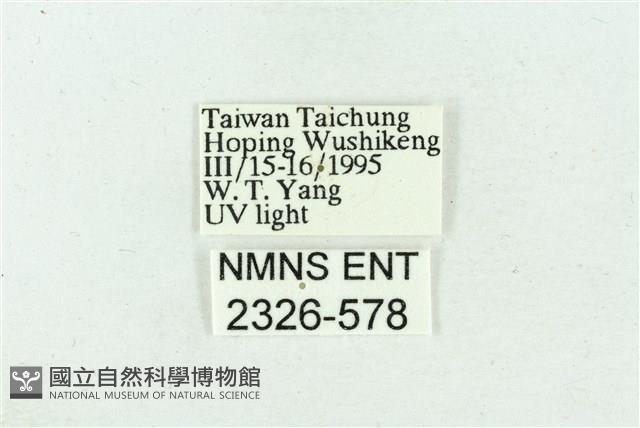 Taiwan Taichung
Hoping Wushikeng
III/15-16/1995
W. T. Yang
UV light
NMNS ENT
2326-578
國立自然科學博物館
NATIONAL MUSEUM OF NATURAL SCIENCE